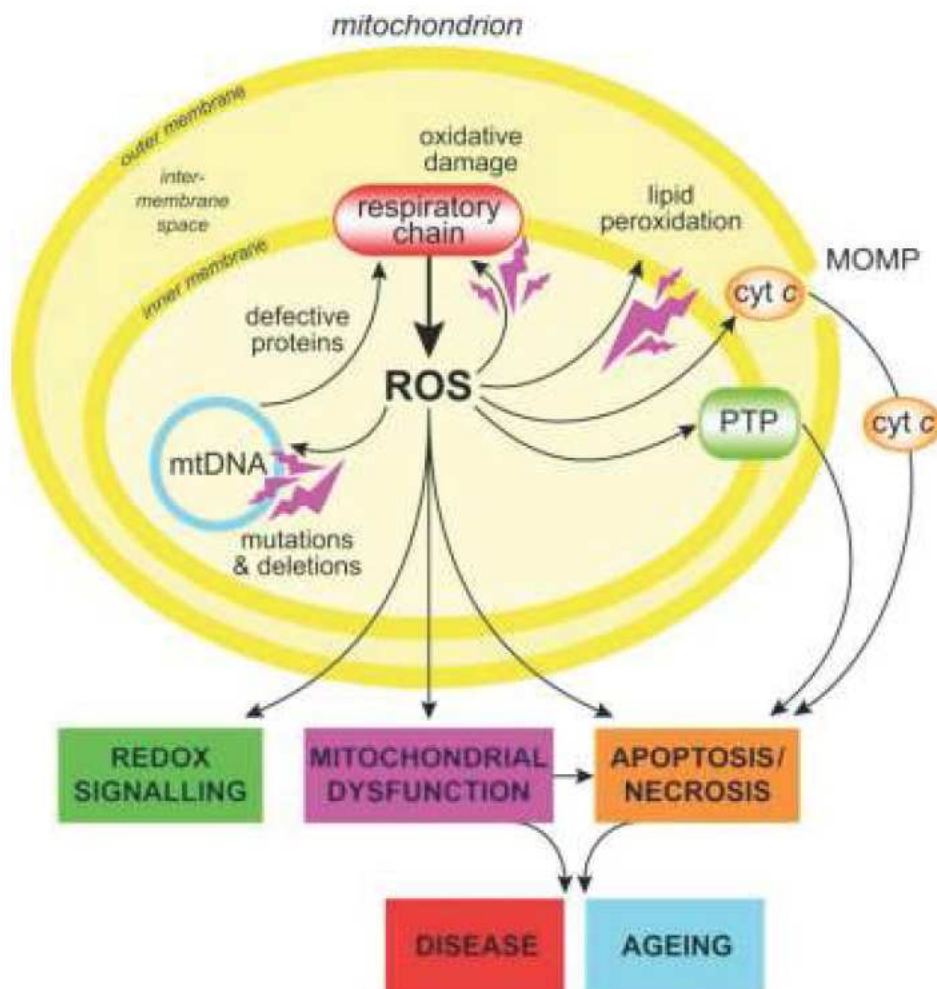 mitochondrion
outer membrane
inter-
membrane
space
inner membrane
oxidative
damage
respiratory
chain
lipid
peroxidation
MOMP
cyt c
defective
proteins
ROS
PTP
cyt c
mtDNA
mutations
& deletions
REDOX
SIGNALLING
MITOCHONDRIAL
DYSFUNCTION
APOPTOSIS/
NECROSIS
DISEASE
AGEING